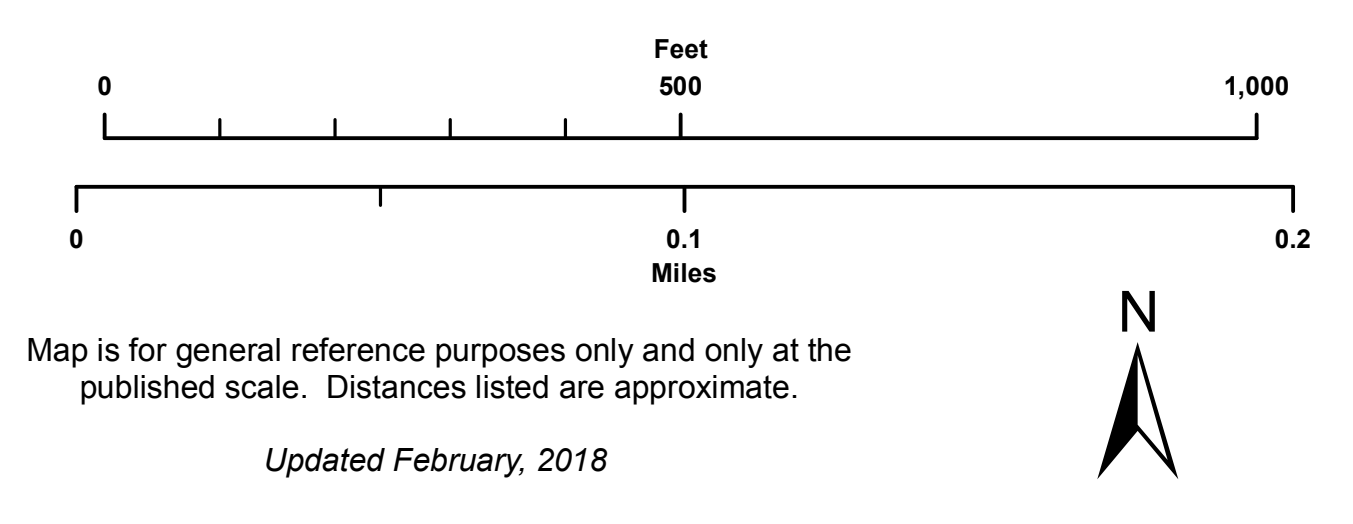 Feet
0 500 1,000
0 0.1 0.2
Miles
N
Map is for general reference purposes only and only at the
published scale. Distances listed are approximate.
Updated February, 2018